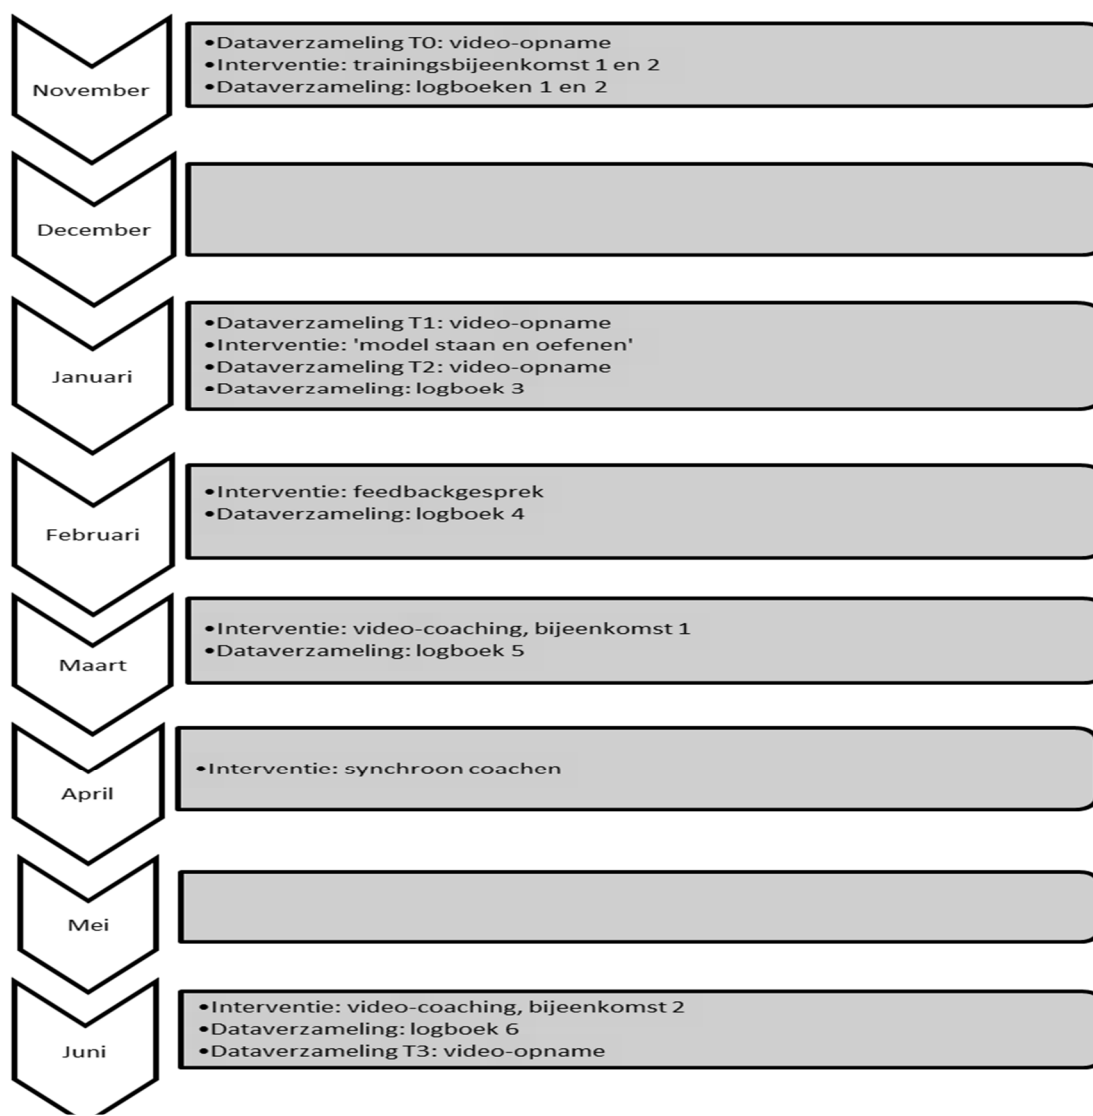 November
•Dataverzameling T0: video-opname
•Interventie: trainingsbijeenkomst 1 en 2
•Dataverzameling: logboeken 1 en 2
December
Januari
•Dataverzameling T1: video-opname
•Interventie: 'model staan en oefenen'
•Dataverzameling T2: video-opname
•Dataverzameling: logboek 3
Februari
•Interventie: feedbackgesprek
•Dataverzameling: logboek 4
Maart
•Interventie: video-coaching, bijeenkomst 1
•Dataverzameling: logboek 5
April
•Interventie: synchroon coachen
Mei
Juni
•Interventie: video-coaching, bijeenkomst 2
•Dataverzameling: logboek 6
•Dataverzameling T3: video-opname